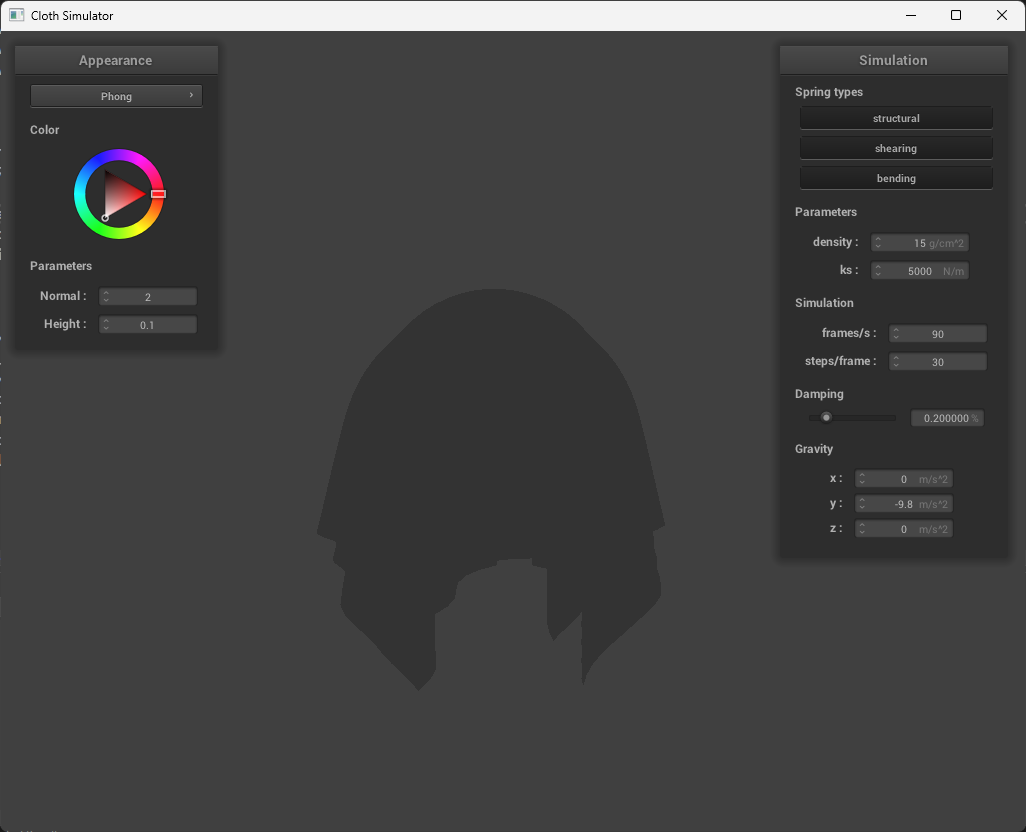 Cloth Simulator
Appearance
Phong
Color
Parameters
Normal : 2
Height : 0.1
Simulation
Spring types
structural
shearing
bending
Parameters
density : 15 g/cm^2
ks : 5000 N/m
Simulation
frames/s : 90
steps/frame : 30
Damping
0.200000 %
Gravity
x : 0 m/s^2
y : -9.8 m/s^2
z : 0 m/s^2